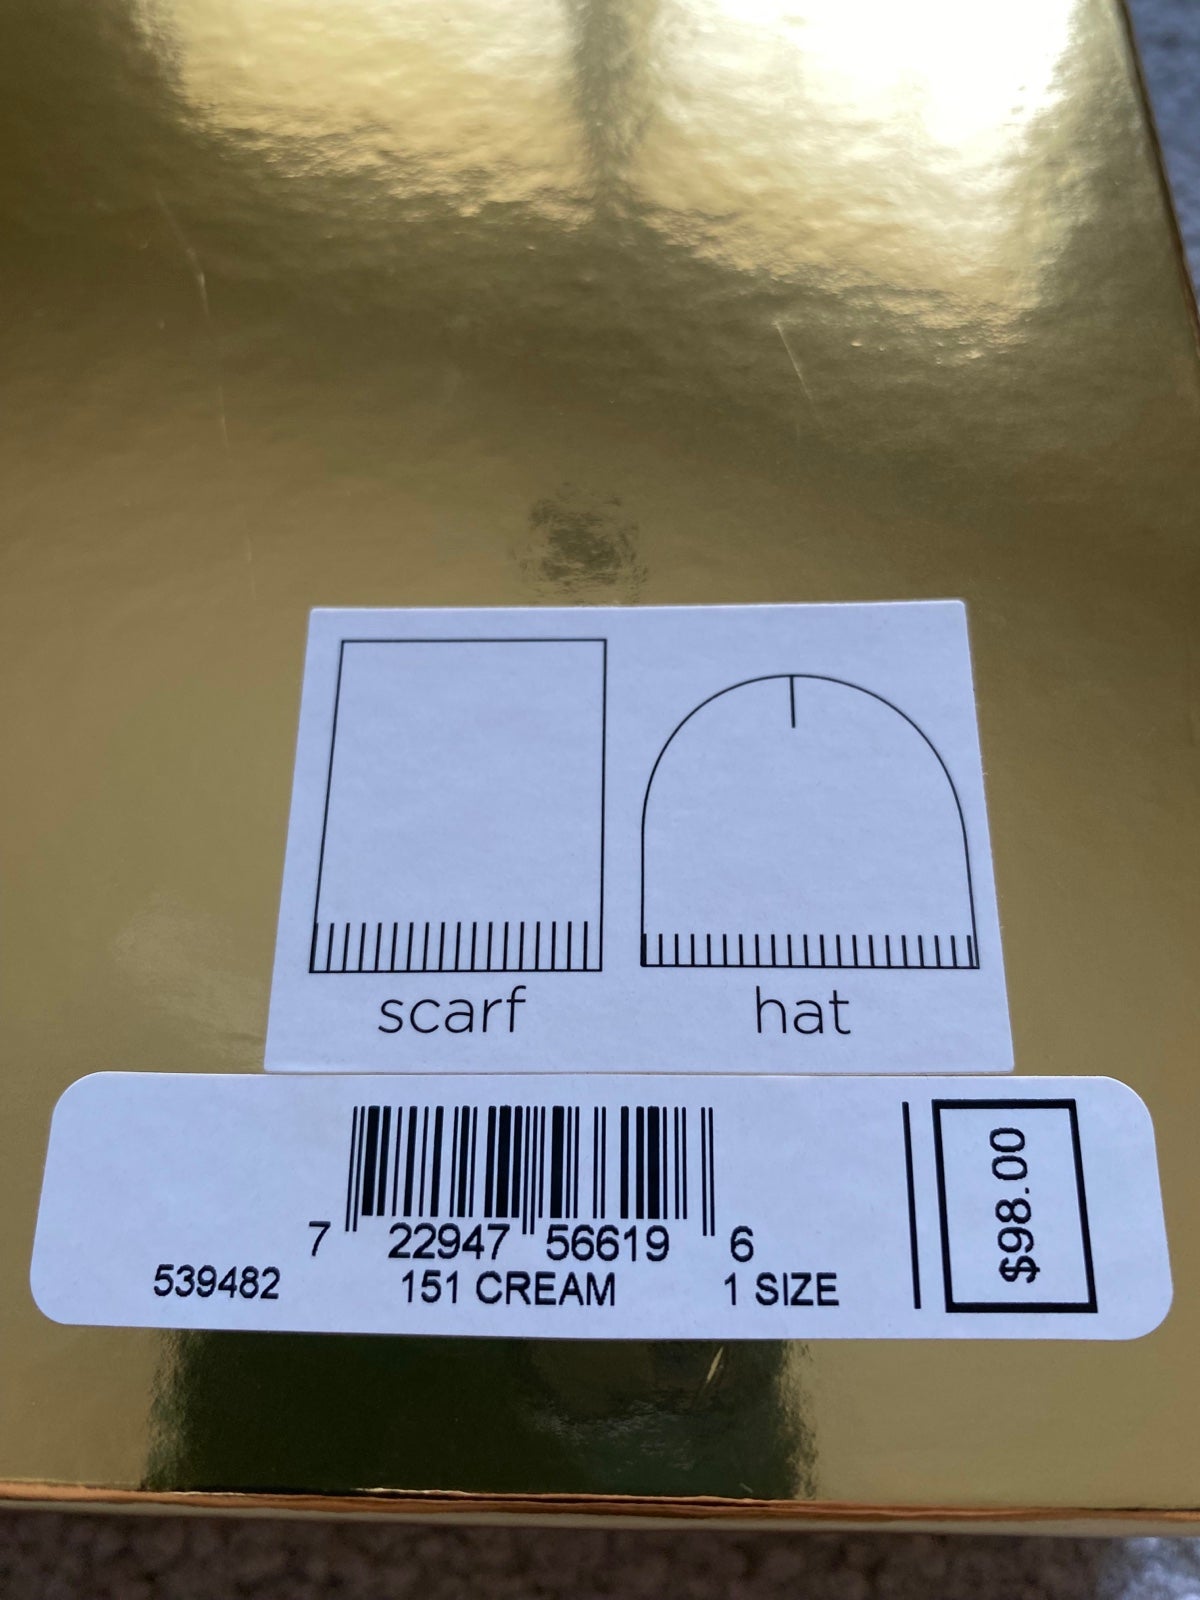 scarf
hat
7 22947 56619 6
539482 151 CREAM 1 SIZE
$98.00